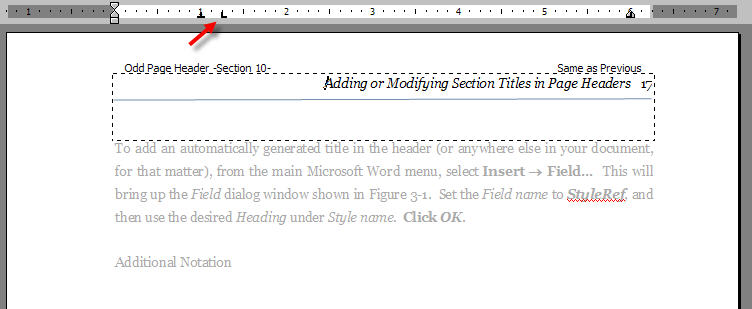 1 1 2 3 4 5 6 7
Odd Page Header -Section 10- Same as Previous
Adding or Modifying Section Titles in Page Headers 17
To add an automatically generated title in the header (or anywhere else in your document,
for that matter), from the main Microsoft Word menu, select Insert → Field... This will
bring up the Field dialog window shown in Figure 3-1. Set the Field name to StyleRef, and
then use the desired Heading under Style name. Click OK.
Additional Notation